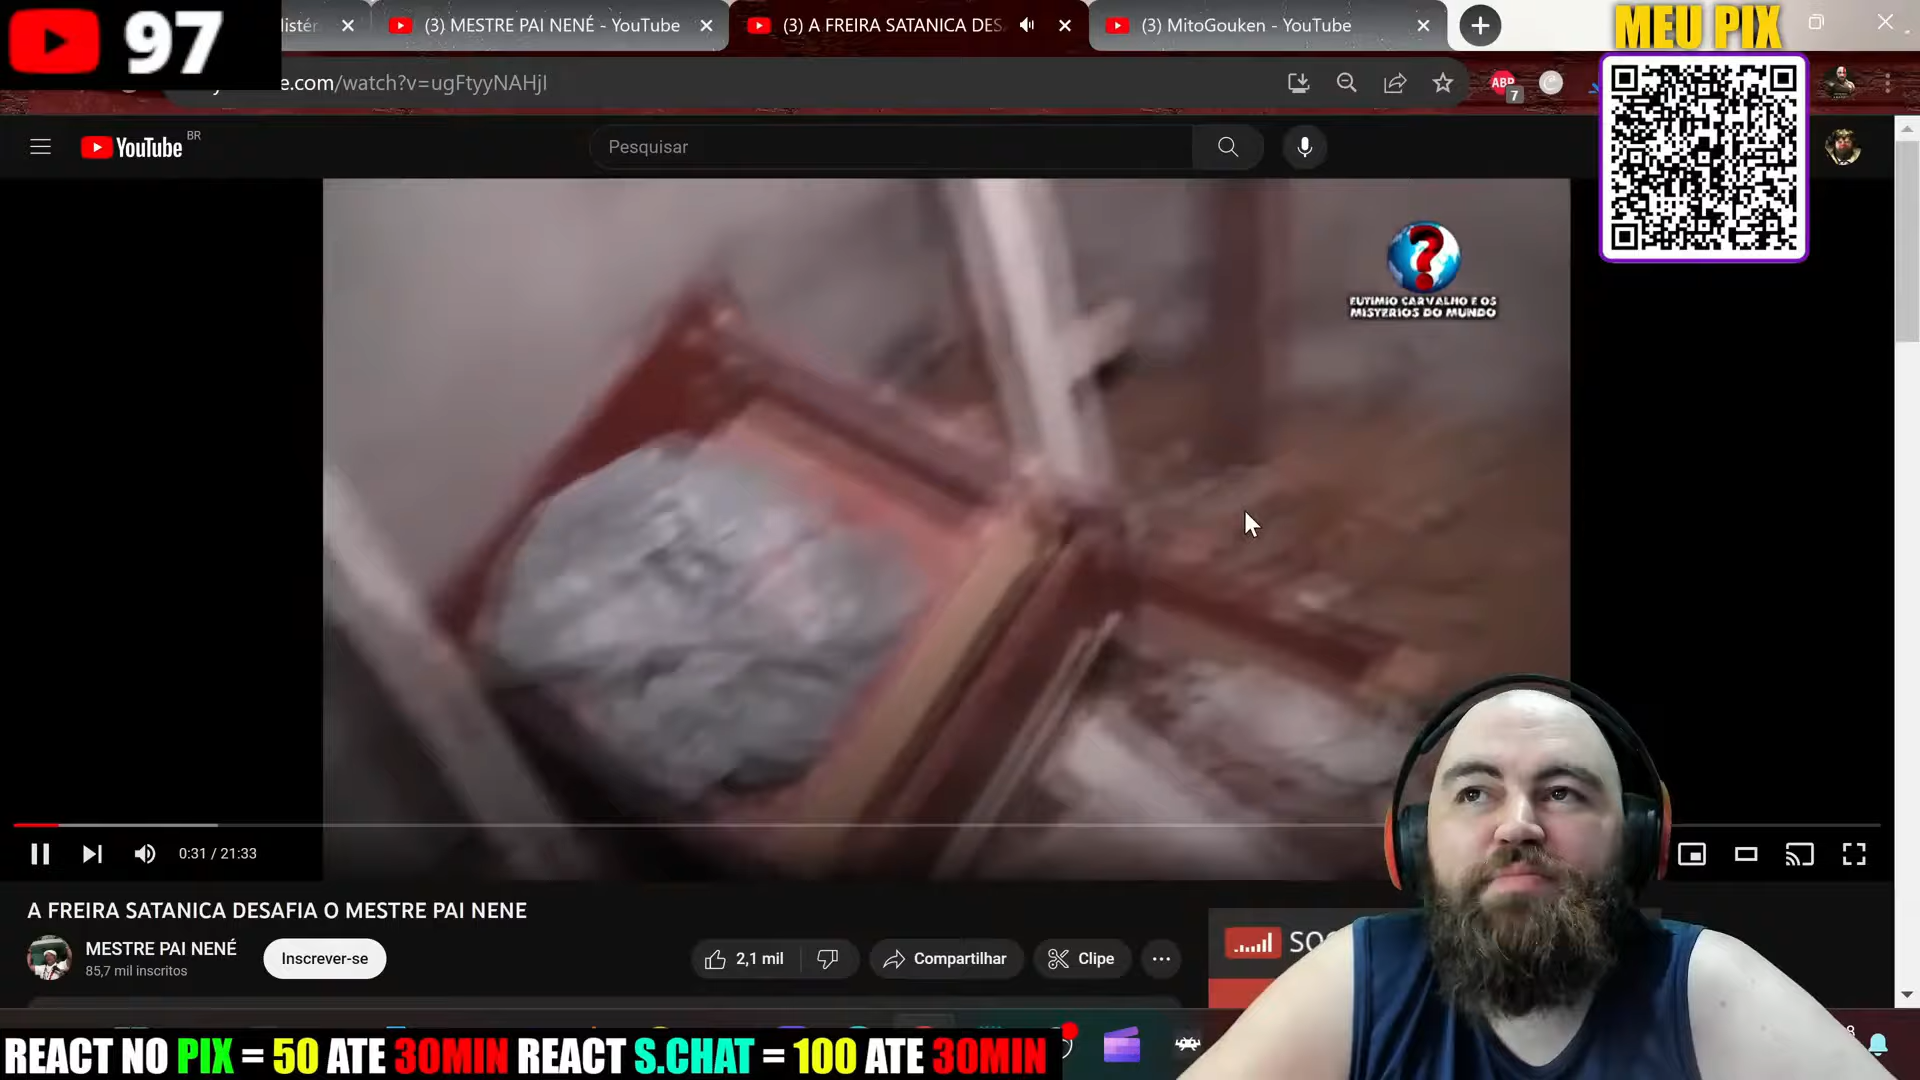 97
(3) MESTRE PAI NENÉ - YouTube
(3) A FREIRA SATANICA DES
(3) MitoGouken - YouTube
MEU PIX
e.com/watch?v=ugFtyyNAHjI
ABP
7
YouTube
BR
Pesquisar
?
EUTIMIO CARVALHO E OS
MISTERIOS DO MUNDO
0:31 / 21:33
A FREIRA SATANICA DESAFIA O MESTRE PAI NENE
MESTRE PAI NENÉ
85,7 mil inscritos
Inscrever-se
2,1 mil
Compartilhar
Clipe
REACT NO PIX = 50 ATE 30MIN REACT S.CHAT = 100 ATE 30MIN